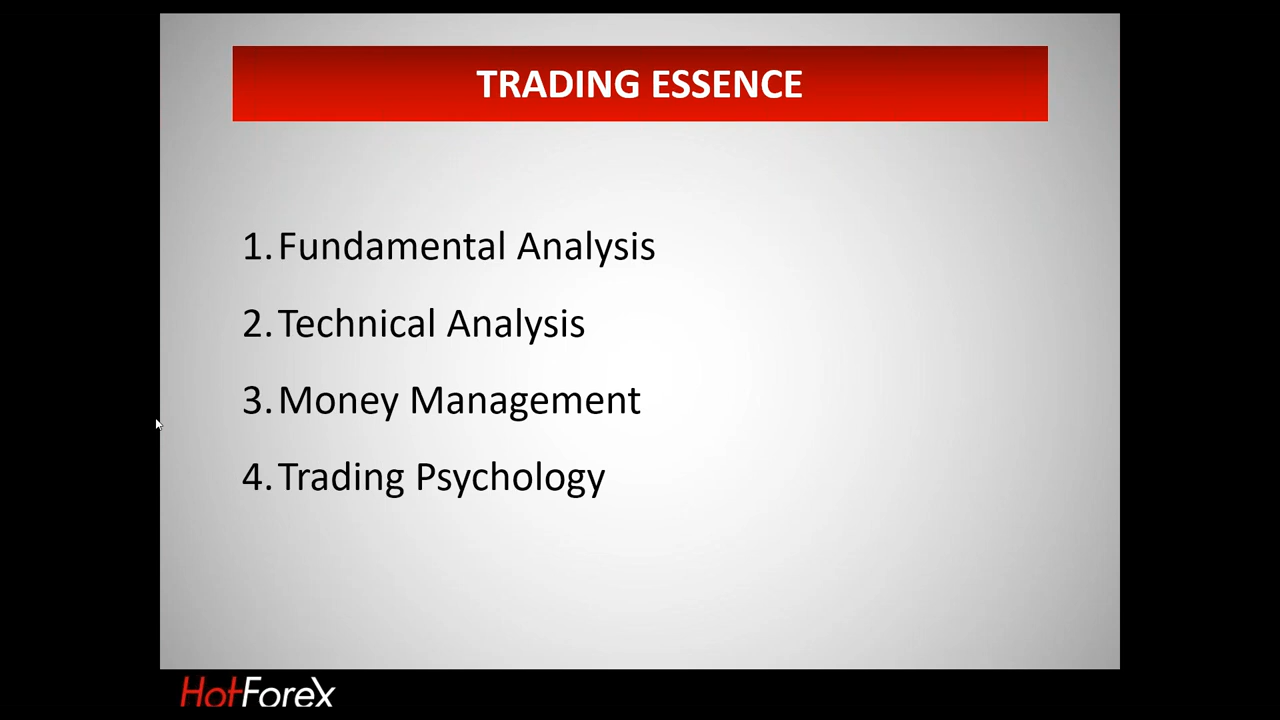 TRADING ESSENCE
1. Fundamental Analysis
2. Technical Analysis
3. Money Management
4. Trading Psychology
HotForex